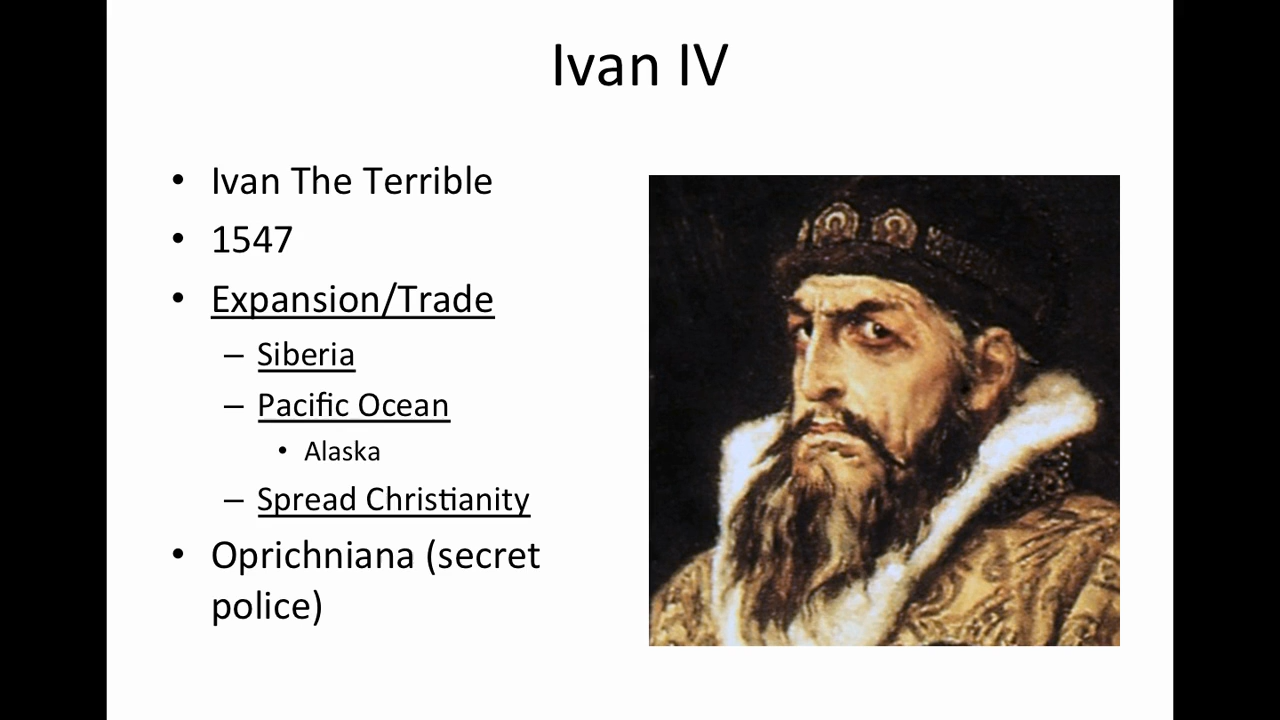 Ivan IV
• Ivan The Terrible
• 1547
• Expansion/Trade
– Siberia
– Pacific Ocean
• Alaska
– Spread Christianity
• Oprichniana (secret
police)